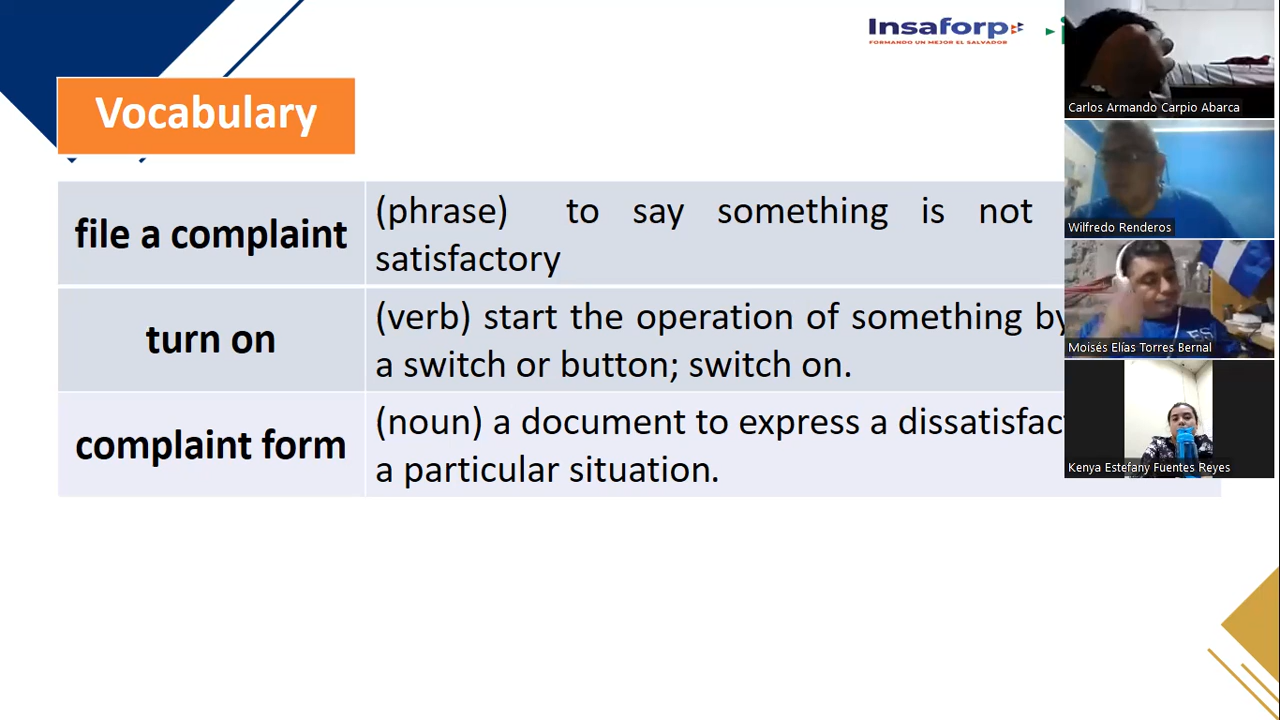 Insaforp
FORMANDO UN MEJOR EL SALVADOR
Vocabulary
file a complaint
(phrase) to say something is not
satisfactory
turn on
(verb) start the operation of something by
a switch or button; switch on.
complaint form
(noun) a document to express a
a particular situation.
Carlos Armando Carpio Abarca
Wilfredo Renderos
Moisés Elías Torres Bernal
Kenya Estefany Fuentes Reyes